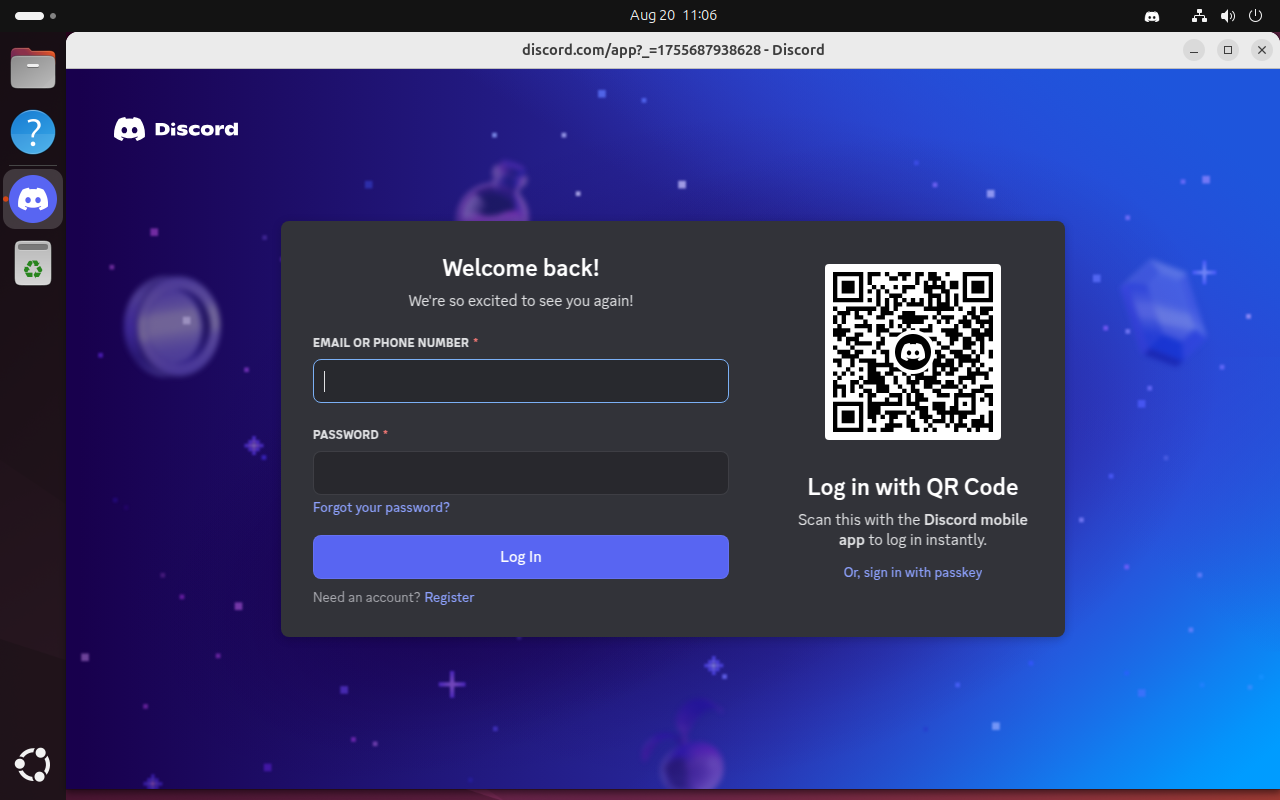 Aug 20 11:06
discord.com/app?_=1755687938628 - Discord
Discord
Welcome back!
We're so excited to see you again!
EMAIL OR PHONE NUMBER *
PASSWORD *
Forgot your password?
Log In
Need an account? Register
Log in with QR Code
Scan this with the Discord mobile
app to log in instantly.
Or, sign in with passkey